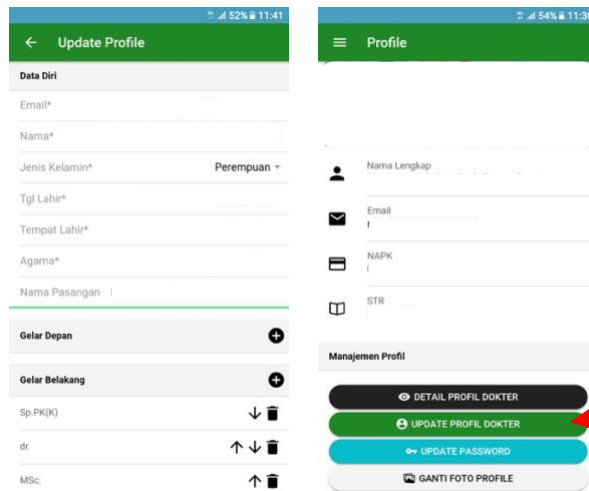 52% 11:41
Update Profile
Data Diri
Email*
Nama*
Jenis Kelamin* Perempuan
Tgl Lahir*
Tempat Lahir*
Agama*
Nama Pasangan
Gelar Depan
Gelar Belakang
Sp.PK(K)
dr.
MSc.
54% 11:39
Profile
Nama Lengkap
Email
NAPK
STR
Manajemen Profil
DETAIL PROFIL DOKTER
UPDATE PROFIL DOKTER
UPDATE PASSWORD
GANTI FOTO PROFILE